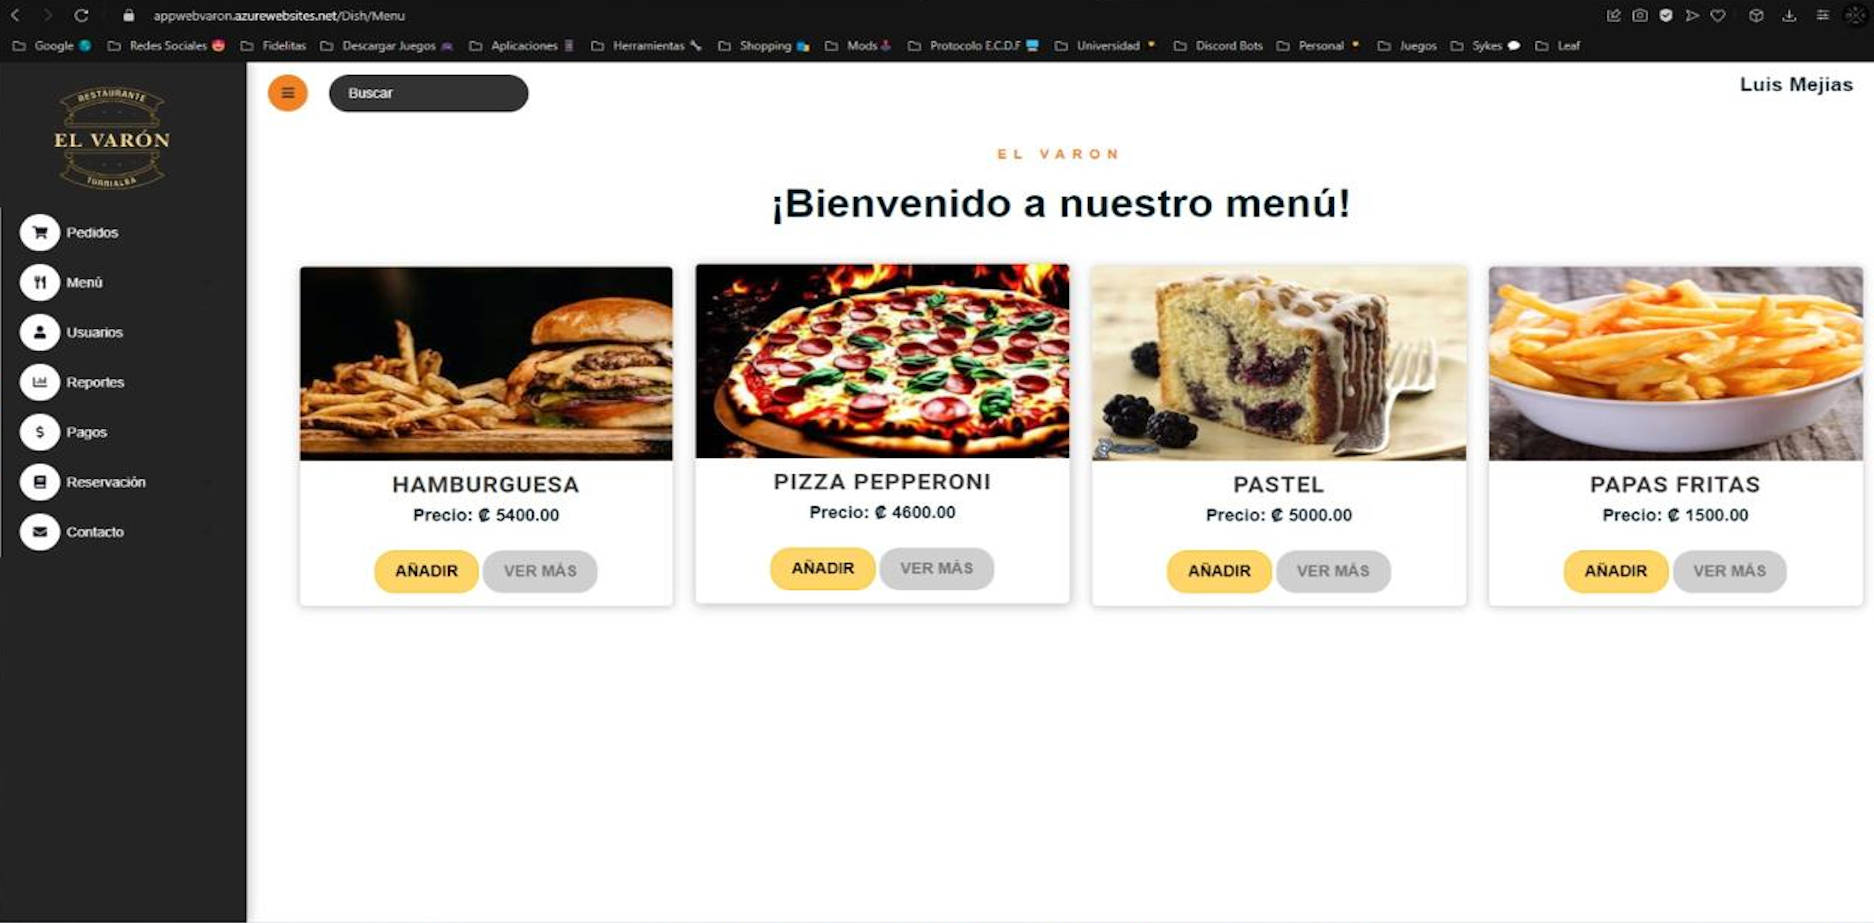 appwebvaron.azurewebsites.net/Dish/Menu
Google
Redes Sociales
Fidelitas
Descargar Juegos
Aplicaciones
Herramientas
Shopping
Mods
Protocolo E.C.D.F
Universidad
Discord Bots
Personal
Juegos
Sykes
Leaf
RESTAURANTE
EL VARÓN
TURRIALBA
Pedidos
Menú
Usuarios
Reportes
Pagos
Reservación
Contacto
Buscar
Luis Mejias
EL VARON
¡Bienvenido a nuestro menú!
HAMBURGUESA
Precio: ₡ 5400.00
AÑADIR
VER MÁS
PIZZA PEPPERONI
Precio: ₡ 4600.00
AÑADIR
VER MÁS
PASTEL
Precio: ₡ 5000.00
AÑADIR
VER MÁS
PAPAS FRITAS
Precio: ₡ 1500.00
AÑADIR
VER MÁS